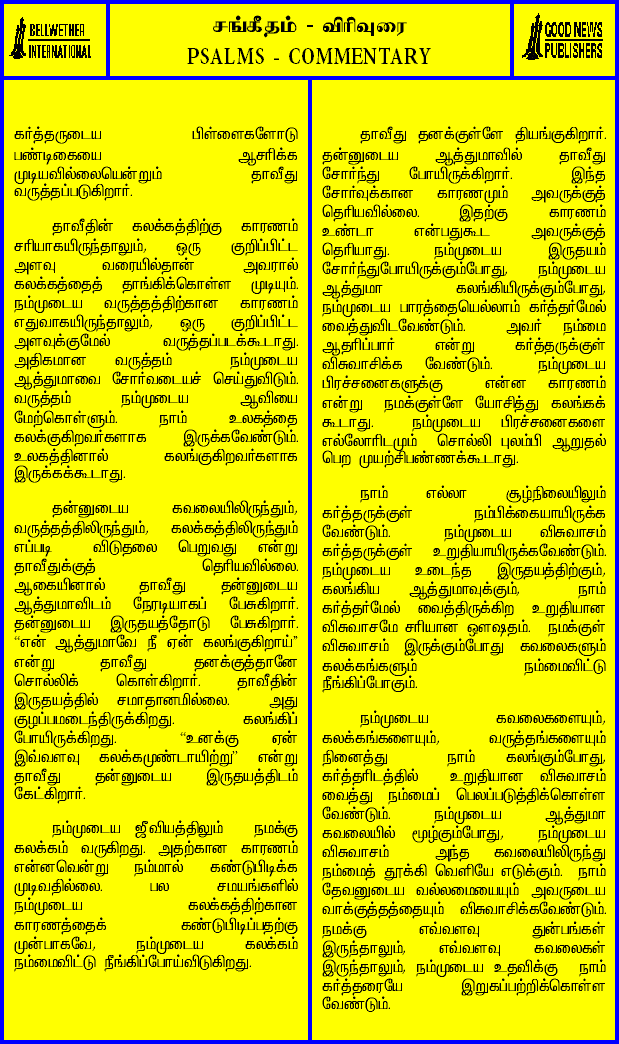 BELLWETHER
INTERNATIONAL
சங்கீதம் - விரிவுரை
PSALMS - COMMENTARY
GOOD NEWS
PUBLISHERS
கர்த்தருடைய பிள்ளைகளோடு
பண்டிகையை ஆசரிக்க
முடியவில்லையென்றும் தாவீது
வருத்தப்படுகிறார்.
தாவீதின் கலக்கத்திற்கு காரணம்
சரியாகயிருந்தாலும், ஒரு குறிப்பிட்ட
அளவு வரையில்தான் அவரால்
கலக்கத்தைத் தாங்கிக்கொள்ள முடியும்.
நம்முடைய வருத்தத்திற்கான காரணம்
எதுவாகயிருந்தாலும், ஒரு குறிப்பிட்ட
அளவுக்குமேல் வருத்தப்படக்கூடாது.
அதிகமான வருத்தம் நம்முடைய
ஆத்துமாவை சோர்வடையச் செய்துவிடும்.
வருத்தம் நம்முடைய ஆவியை
மேற்கொள்ளும். நாம் உலகத்தை
கலக்குகிறவர்களாக இருக்கவேண்டும்.
உலகத்தினால் கலங்குகிறவர்களாக
இருக்கக்கூடாது.
தன்னுடைய கவலையிலிருந்தும்,
வருத்தத்திலிருந்தும், கலக்கத்திலிருந்தும்
எப்படி விடுதலை பெறுவது என்று
தாவீதுக்குத் தெரியவில்லை.
ஆகையினால் தாவீது தன்னுடைய
ஆத்துமாவிடம் நேரடியாகப் பேசுகிறார்.
தன்னுடைய இருதயத்தோடு பேசுகிறார்.
“என் ஆத்துமாவே நீ ஏன் கலங்குகிறாய்”
என்று தாவீது தனக்குத்தானே
சொல்லிக் கொள்கிறார். தாவீதின்
இருதயத்தில் சமாதானமில்லை. அது
குழப்பமடைந்திருக்கிறது. கலங்கிப்
போயிருக்கிறது. “உனக்கு ஏன்
இவ்வளவு கலக்கமுண்டாயிற்று” என்று
தாவீது தன்னுடைய இருதயத்திடம்
கேட்கிறார்.
நம்முடைய ஜீவியத்திலும் நமக்கு
கலக்கம் வருகிறது. அதற்கான காரணம்
என்னவென்று நம்மால் கண்டுபிடிக்க
முடிவதில்லை. பல சமயங்களில்
நம்முடைய கலக்கத்திற்கான
காரணத்தைக் கண்டுபிடிப்பதற்கு
முன்பாகவே, நம்முடைய கலக்கம்
நம்மைவிட்டு நீங்கிப்போய்விடுகிறது.
தாவீது தனக்குள்ளே தியங்குகிறார்.
தன்னுடைய ஆத்துமாவில் தாவீது
சோர்ந்து போயிருக்கிறார். இந்த
சோர்வுக்கான காரணமும் அவருக்குத்
தெரியவில்லை. இதற்கு காரணம்
உண்டா என்பதுகூட அவருக்குத்
தெரியாது. நம்முடைய இருதயம்
சோர்ந்துபோயிருக்கும்போது, நம்முடைய
ஆத்துமா கலங்கியிருக்கும்போது,
நம்முடைய பாரத்தையெல்லாம் கர்த்தர்மேல்
வைத்துவிடவேண்டும். அவர் நம்மை
ஆதரிப்பார் என்று கர்த்தருக்குள்
விசுவாசிக்க வேண்டும். நம்முடைய
பிரச்சனைகளுக்கு என்ன காரணம்
என்று நமக்குள்ளே யோசித்து கலங்கக்
கூடாது. நம்முடைய பிரச்சனைகளை
எல்லோரிடமும் சொல்லி புலம்பி ஆறுதல்
பெற முயற்சிபண்ணக்கூடாது.
நாம் எல்லா சூழ்நிலையிலும்
கர்த்தருக்குள் நம்பிக்கையாயிருக்க
வேண்டும். நம்முடைய விசுவாசம்
கர்த்தருக்குள் உறுதியாயிருக்கவேண்டும்.
நம்முடைய உடைந்த இருதயத்திற்கும்,
கலங்கிய ஆத்துமாவுக்கும், நாம்
கர்த்தர்மேல் வைத்திருக்கிற உறுதியான
விசுவாசமே சரியான ஔஷதம். நமக்குள்
விசுவாசம் இருக்கும்போது கவலைகளும்
கலக்கங்களும் நம்மைவிட்டு
நீங்கிப்போகும்.
நம்முடைய கவலைகளையும்,
கலக்கங்களையும், வருத்தங்களையும்
நினைத்து நாம் கலங்கும்போது,
கர்த்தரிடத்தில் உறுதியான விசுவாசம்
வைத்து நம்மைப் பெலப்படுத்திக்கொள்ள
வேண்டும். நம்முடைய ஆத்துமா
கவலையில் மூழ்கும்போது, நம்முடைய
விசுவாசம் அந்த கவலையிலிருந்து
நம்மைத் தூக்கி வெளியே எடுக்கும். நாம்
தேவனுடைய வல்லமையையும் அவருடைய
வாக்குத்தத்தையும் விசுவாசிக்கவேண்டும்.
நமக்கு எவ்வளவு துன்பங்கள்
இருந்தாலும், எவ்வளவு கவலைகள்
இருந்தாலும், நம்முடைய உதவிக்கு நாம்
கர்த்தரையே இறுகப்பற்றிக்கொள்ள
வேண்டும்.